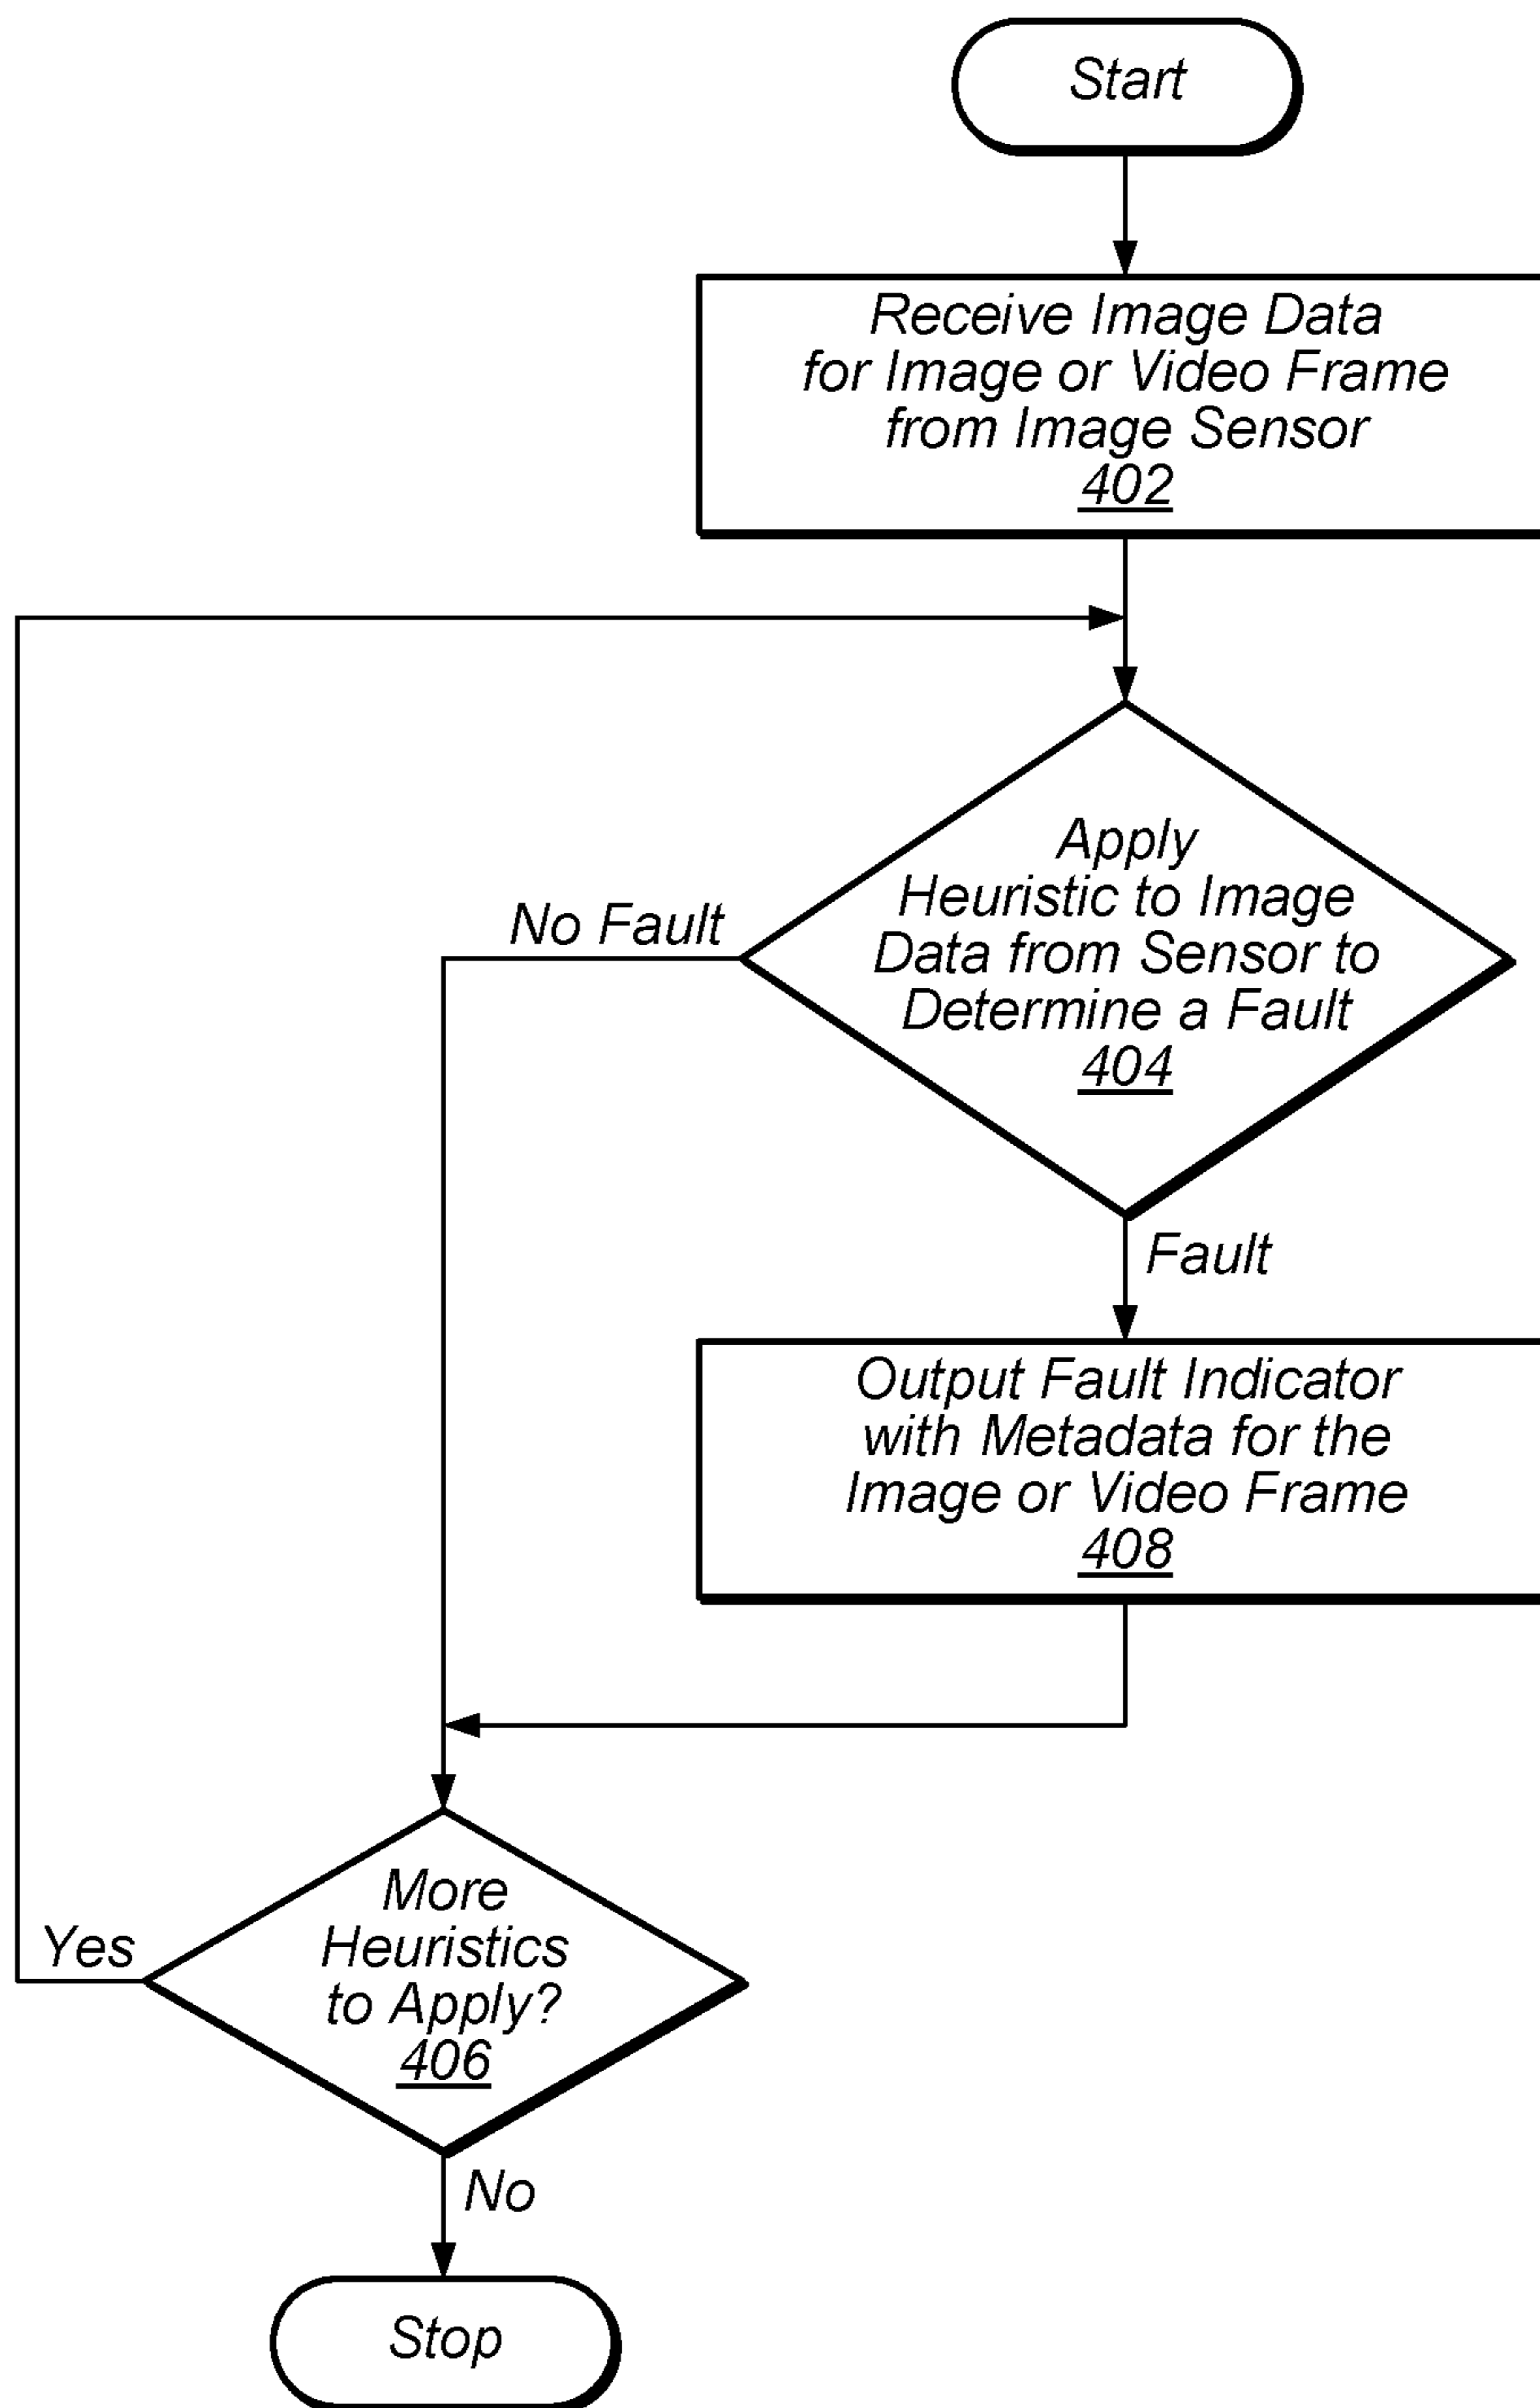 Start
Receive Image Data
for Image or Video Frame
from Image Sensor
402
Apply
Heuristic to Image
Data from Sensor to
Determine a Fault
404
No Fault
Fault
Output Fault Indicator
with Metadata for the
Image or Video Frame
408
More
Heuristics
to Apply?
406
Yes
No
Stop